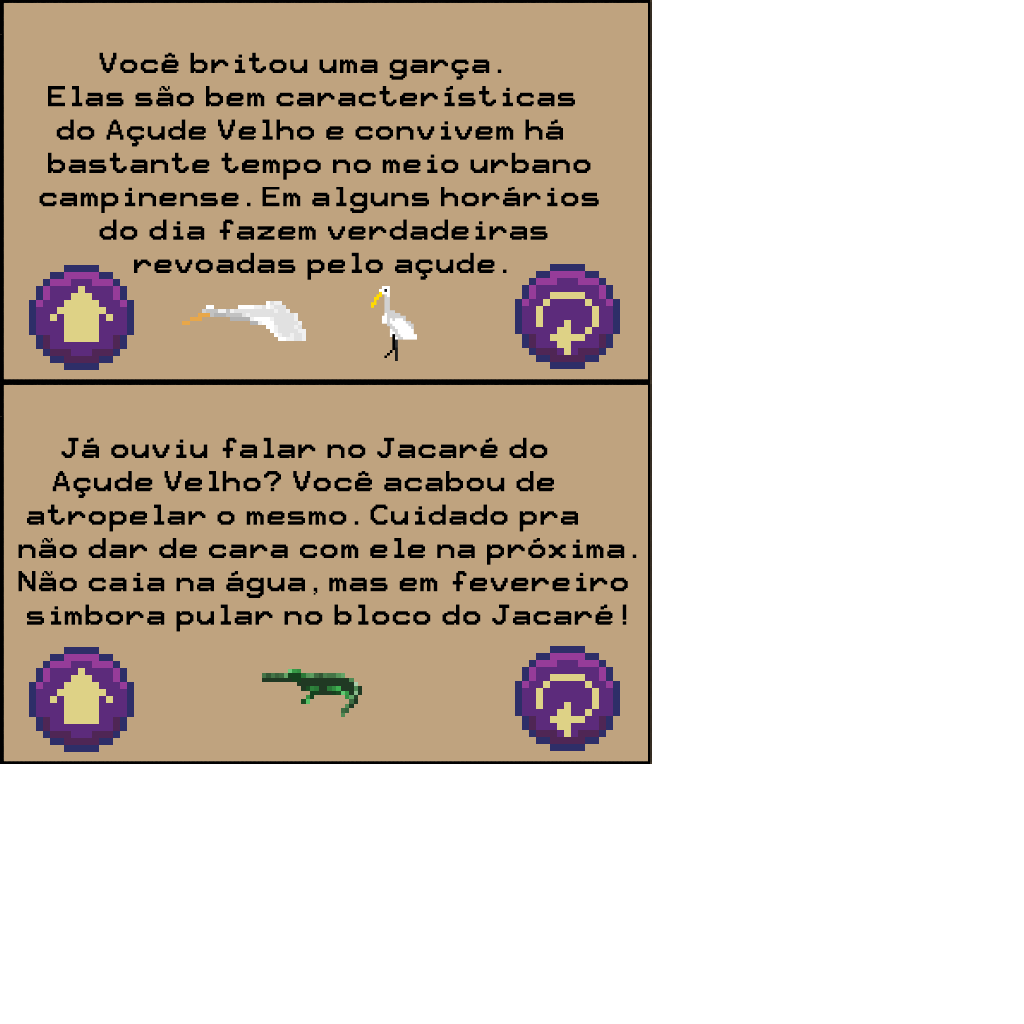 Você britou uma garça.
Elas são bem características
do Açude Velho e convivem há
bastante tempo no meio urbano
campinense. Em alguns horários
do dia fazem verdadeiras
revoadas pelo açude.
Já ouviu falar no Jacaré do
Açude Velho? Você acabou de
atropelar o mesmo. Cuidado pra
não dar de cara com ele na próxima.
Não caia na água, mas em fevereiro
simbora pular no bloco do Jacaré!